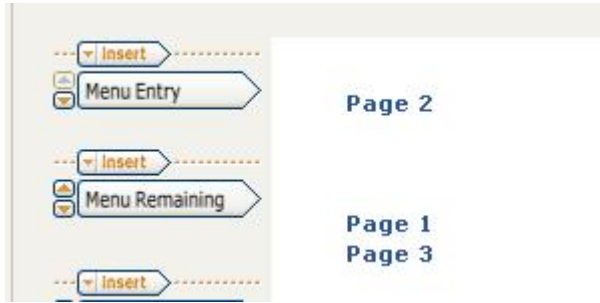 Insert
Menu Entry
Page 2
Insert
Menu Remaining
Page 1
Page 3
Insert